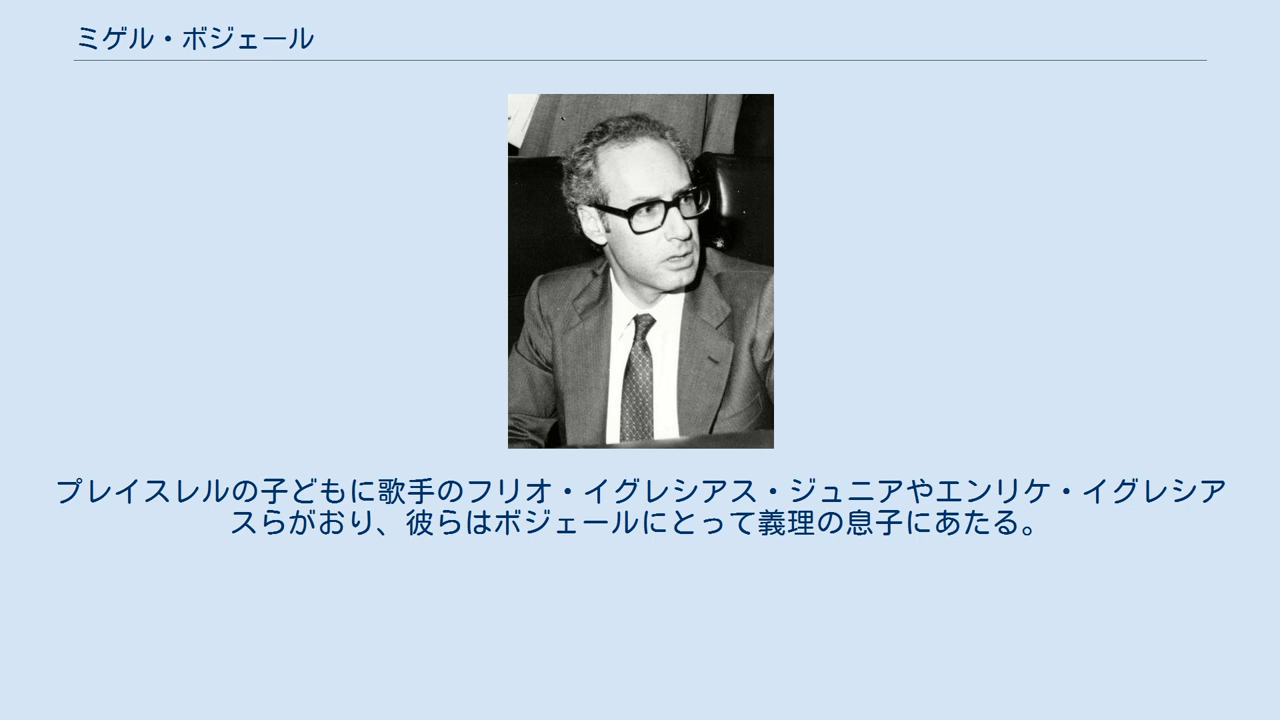 ミゲル・ボジェール
プレイスレルの子どもに歌手のフリオ・イグレシアス・ジュニアやエンリケ・イグレシア
スらがおり、彼らはボジェールにとって義理の息子にあたる。